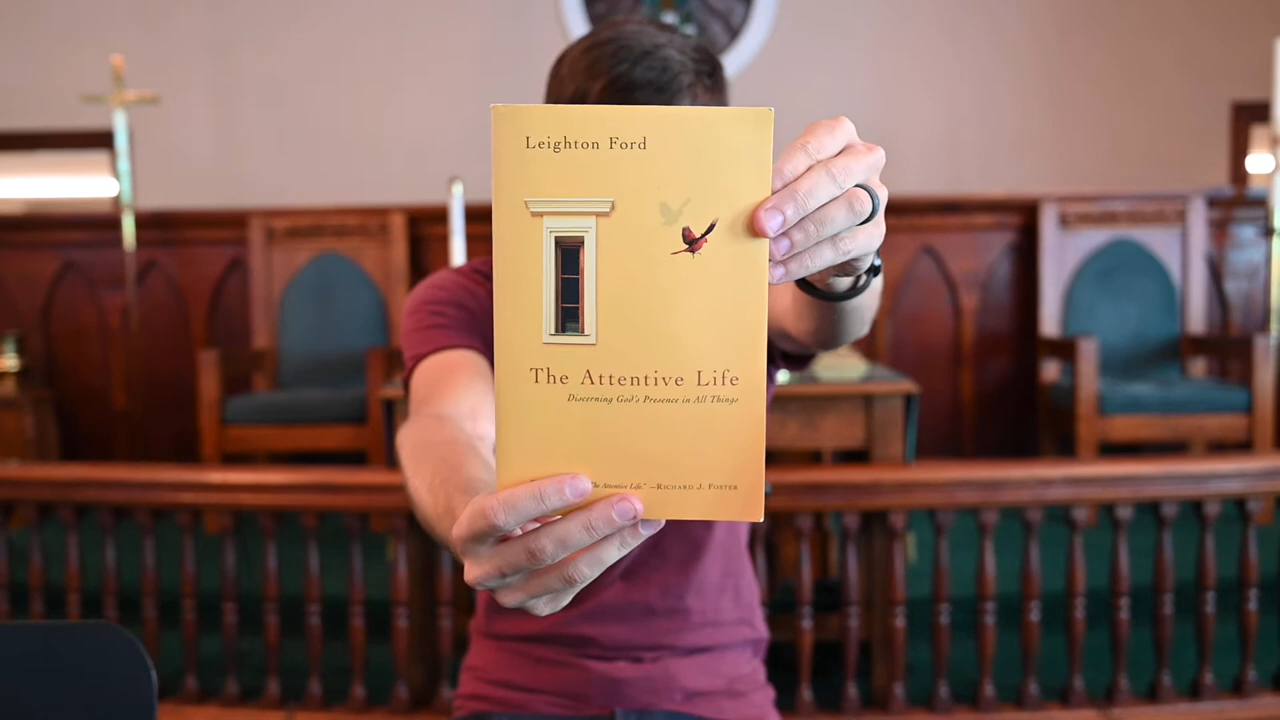 Leighton Ford
The Attentive Life
Discerning God's Presence in All Things
The Attentive Life." —Richard J. Foster